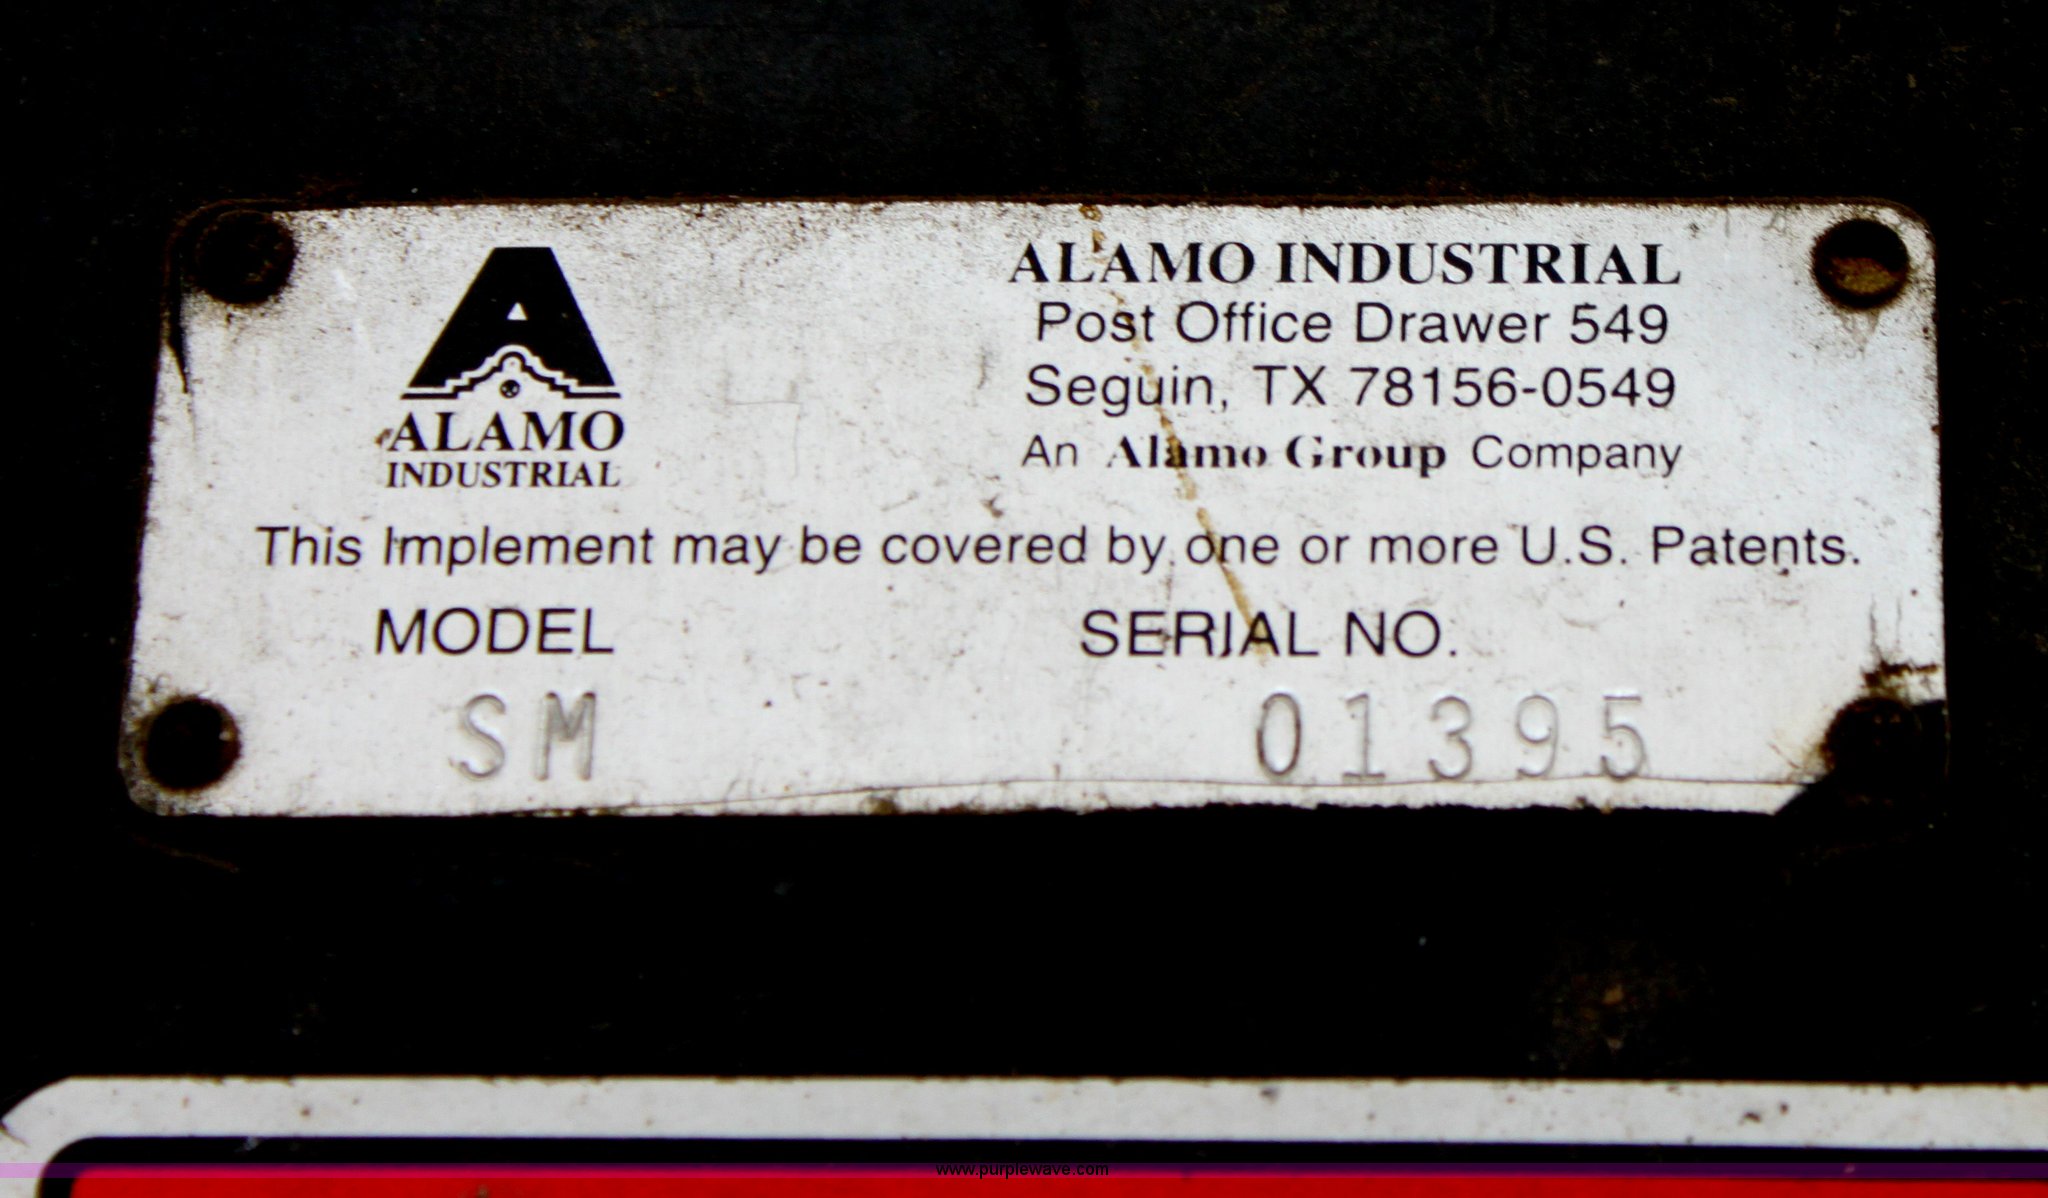 ALAMO
INDUSTRIAL
ALAMO INDUSTRIAL
Post Office Drawer 549
Seguin, TX 78156-0549
An Alamo Group Company
This Implement may be covered by one or more U.S. Patents.
MODEL
SERIAL NO.
SM
01395
www.purplewave.com